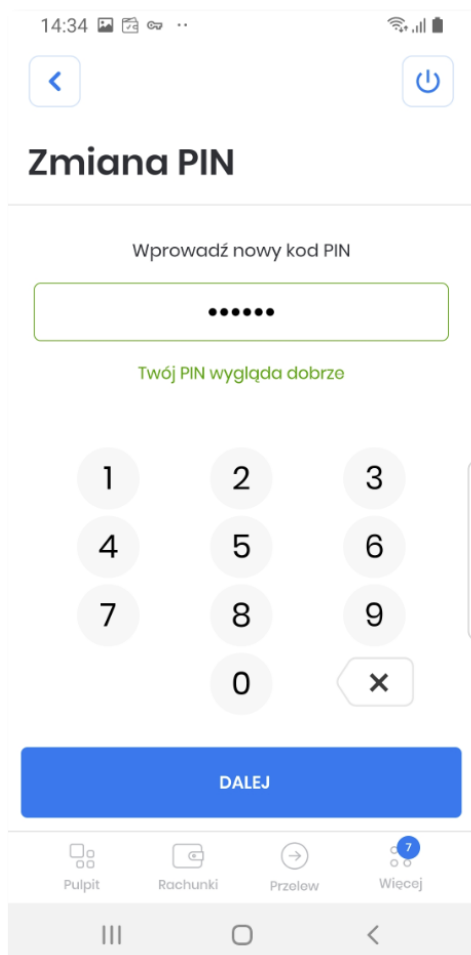 14:34
Zmiana PIN
Wprowadź nowy kod PIN
••••••
Twój PIN wygląda dobrze
1 2 3
4 5 6
7 8 9
0
DALEJ
7
Pulpit Rachunki Przelew Więcej